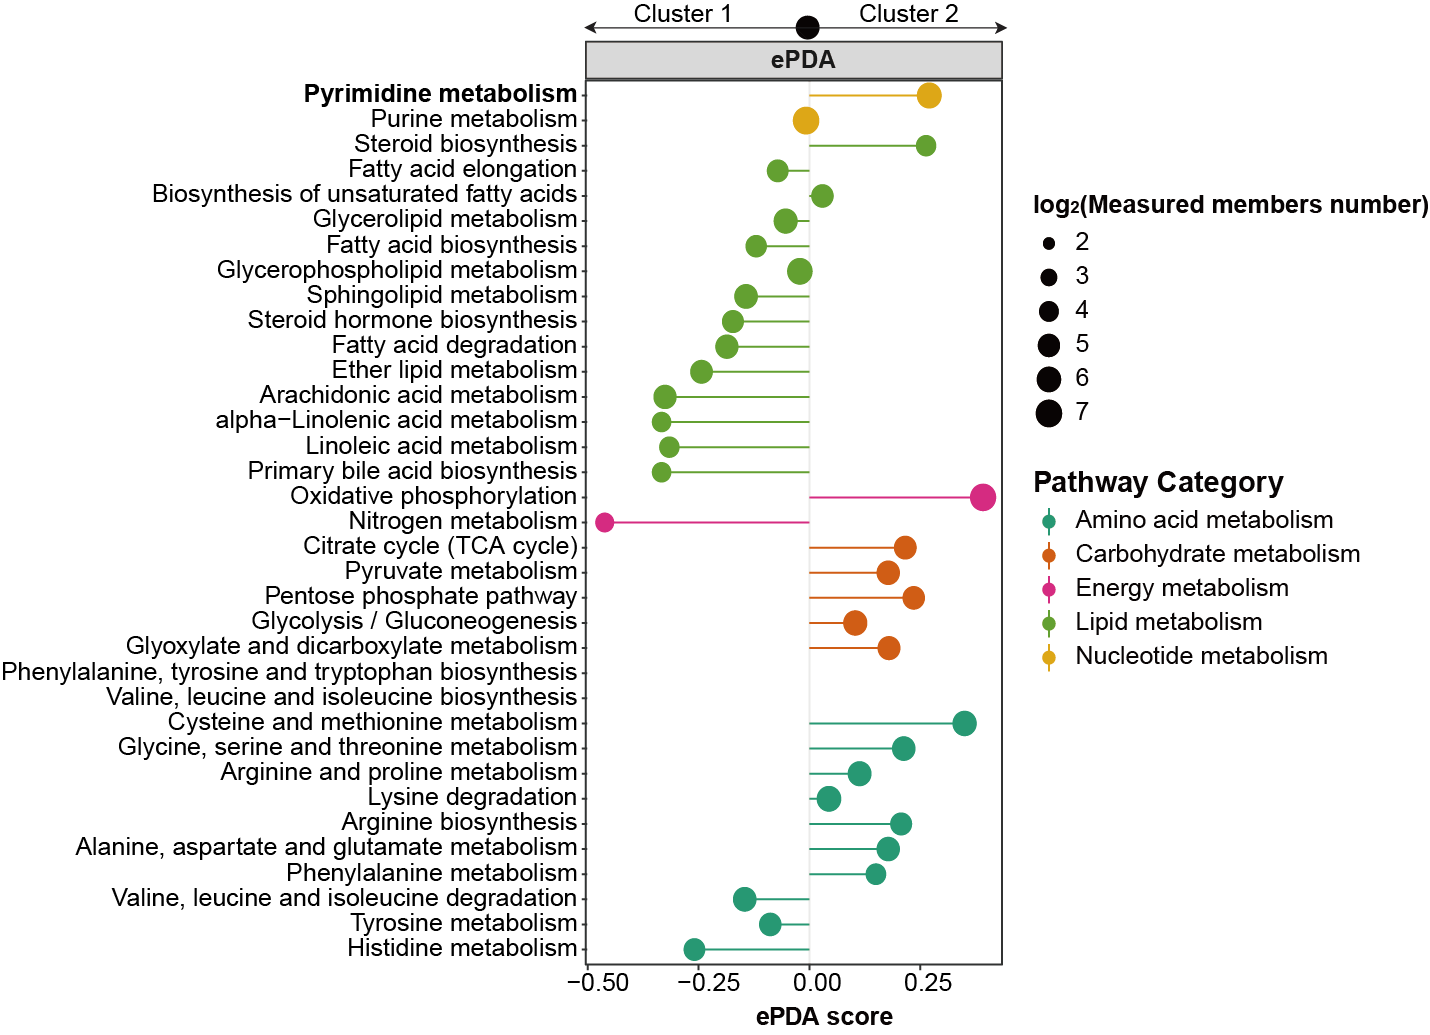 Cluster 1 Cluster 2
ePDA
Pyrimidine metabolism
Purine metabolism
Steroid biosynthesis
Fatty acid elongation
Biosynthesis of unsaturated fatty acids
Glycerolipid metabolism
Fatty acid biosynthesis
Glycerophospholipid metabolism
Sphingolipid metabolism
Steroid hormone biosynthesis
Fatty acid degradation
Ether lipid metabolism
Arachidonic acid metabolism
alpha−Linolenic acid metabolism
Linoleic acid metabolism
Primary bile acid biosynthesis
Oxidative phosphorylation
Nitrogen metabolism
Citrate cycle (TCA cycle)
Pyruvate metabolism
Pentose phosphate pathway
Glycolysis / Gluconeogenesis
Glyoxylate and dicarboxylate metabolism
Phenylalanine, tyrosine and tryptophan biosynthesis
Valine, leucine and isoleucine biosynthesis
Cysteine and methionine metabolism
Glycine, serine and threonine metabolism
Arginine and proline metabolism
Lysine degradation
Arginine biosynthesis
Alanine, aspartate and glutamate metabolism
Phenylalanine metabolism
Valine, leucine and isoleucine degradation
Tyrosine metabolism
Histidine metabolism
−0.50 −0.25 0.00 0.25
ePDA score
log₂(Measured members number)
2
3
4
5
6
7
Pathway Category
Amino acid metabolism
Carbohydrate metabolism
Energy metabolism
Lipid metabolism
Nucleotide metabolism